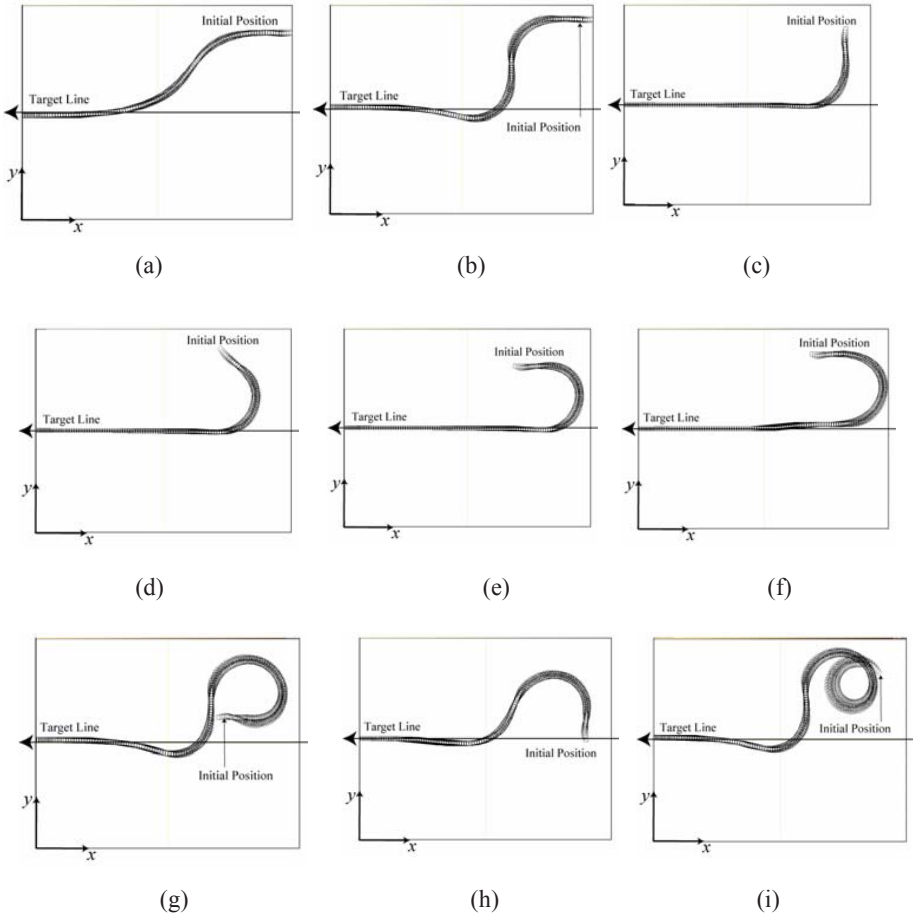 Initial Position
Target Line
y
x
(a)
Target Line
Initial Position
y
x
(b)
Initial Position
Target Line
y
x
(c)
Initial Position
Target Line
y
x
(d)
Initial Position
Target Line
y
x
(e)
Initial Position
Target Line
y
x
(f)
Target Line
Initial Position
y
x
(g)
Target Line
Initial Position
y
x
(h)
Target Line
Initial Position
y
x
(i)